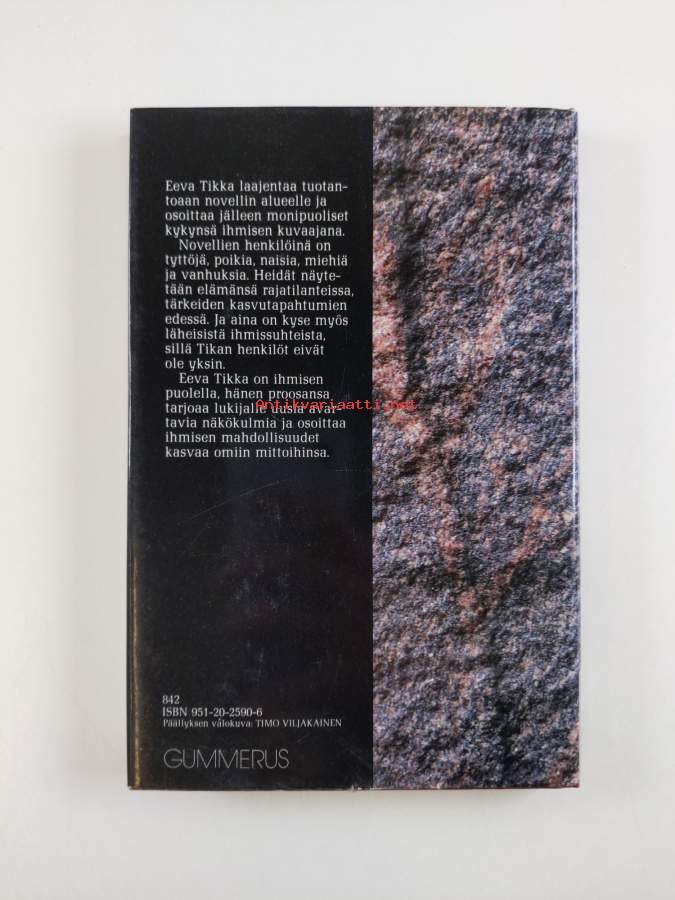 Eeva Tikka laajentaa tuotan-
toaan novellin alueelle ja
osoittaa jälleen monipuoliset
kykynsä ihmisen kuvaajana.
Novellien henkilöinä on
tyttöjä, poikia, naisia, miehiä
ja vanhuksia. Heidät näyte-
tään elämänsä rajatilanteissa,
tärkeiden kasvutapahtumien
edessä. Ja aina on kyse myös
läheisistä ihmissuhteista,
sillä Tikan henkilöt eivät
ole yksin.
Eeva Tikka on ihmisen
puolella, hänen proosansa
tarjoaa lukijalle uusia avar-
Antikvariaatti.net
tavia näkökulmia ja osoittaa
ihmisen mahdollisuudet
kasvaa omiin mittoihinsa.
842
ISBN 951-20-2590-6
Päällyksen valokuva: TIMO VILJAKAINEN
GUMMERUS